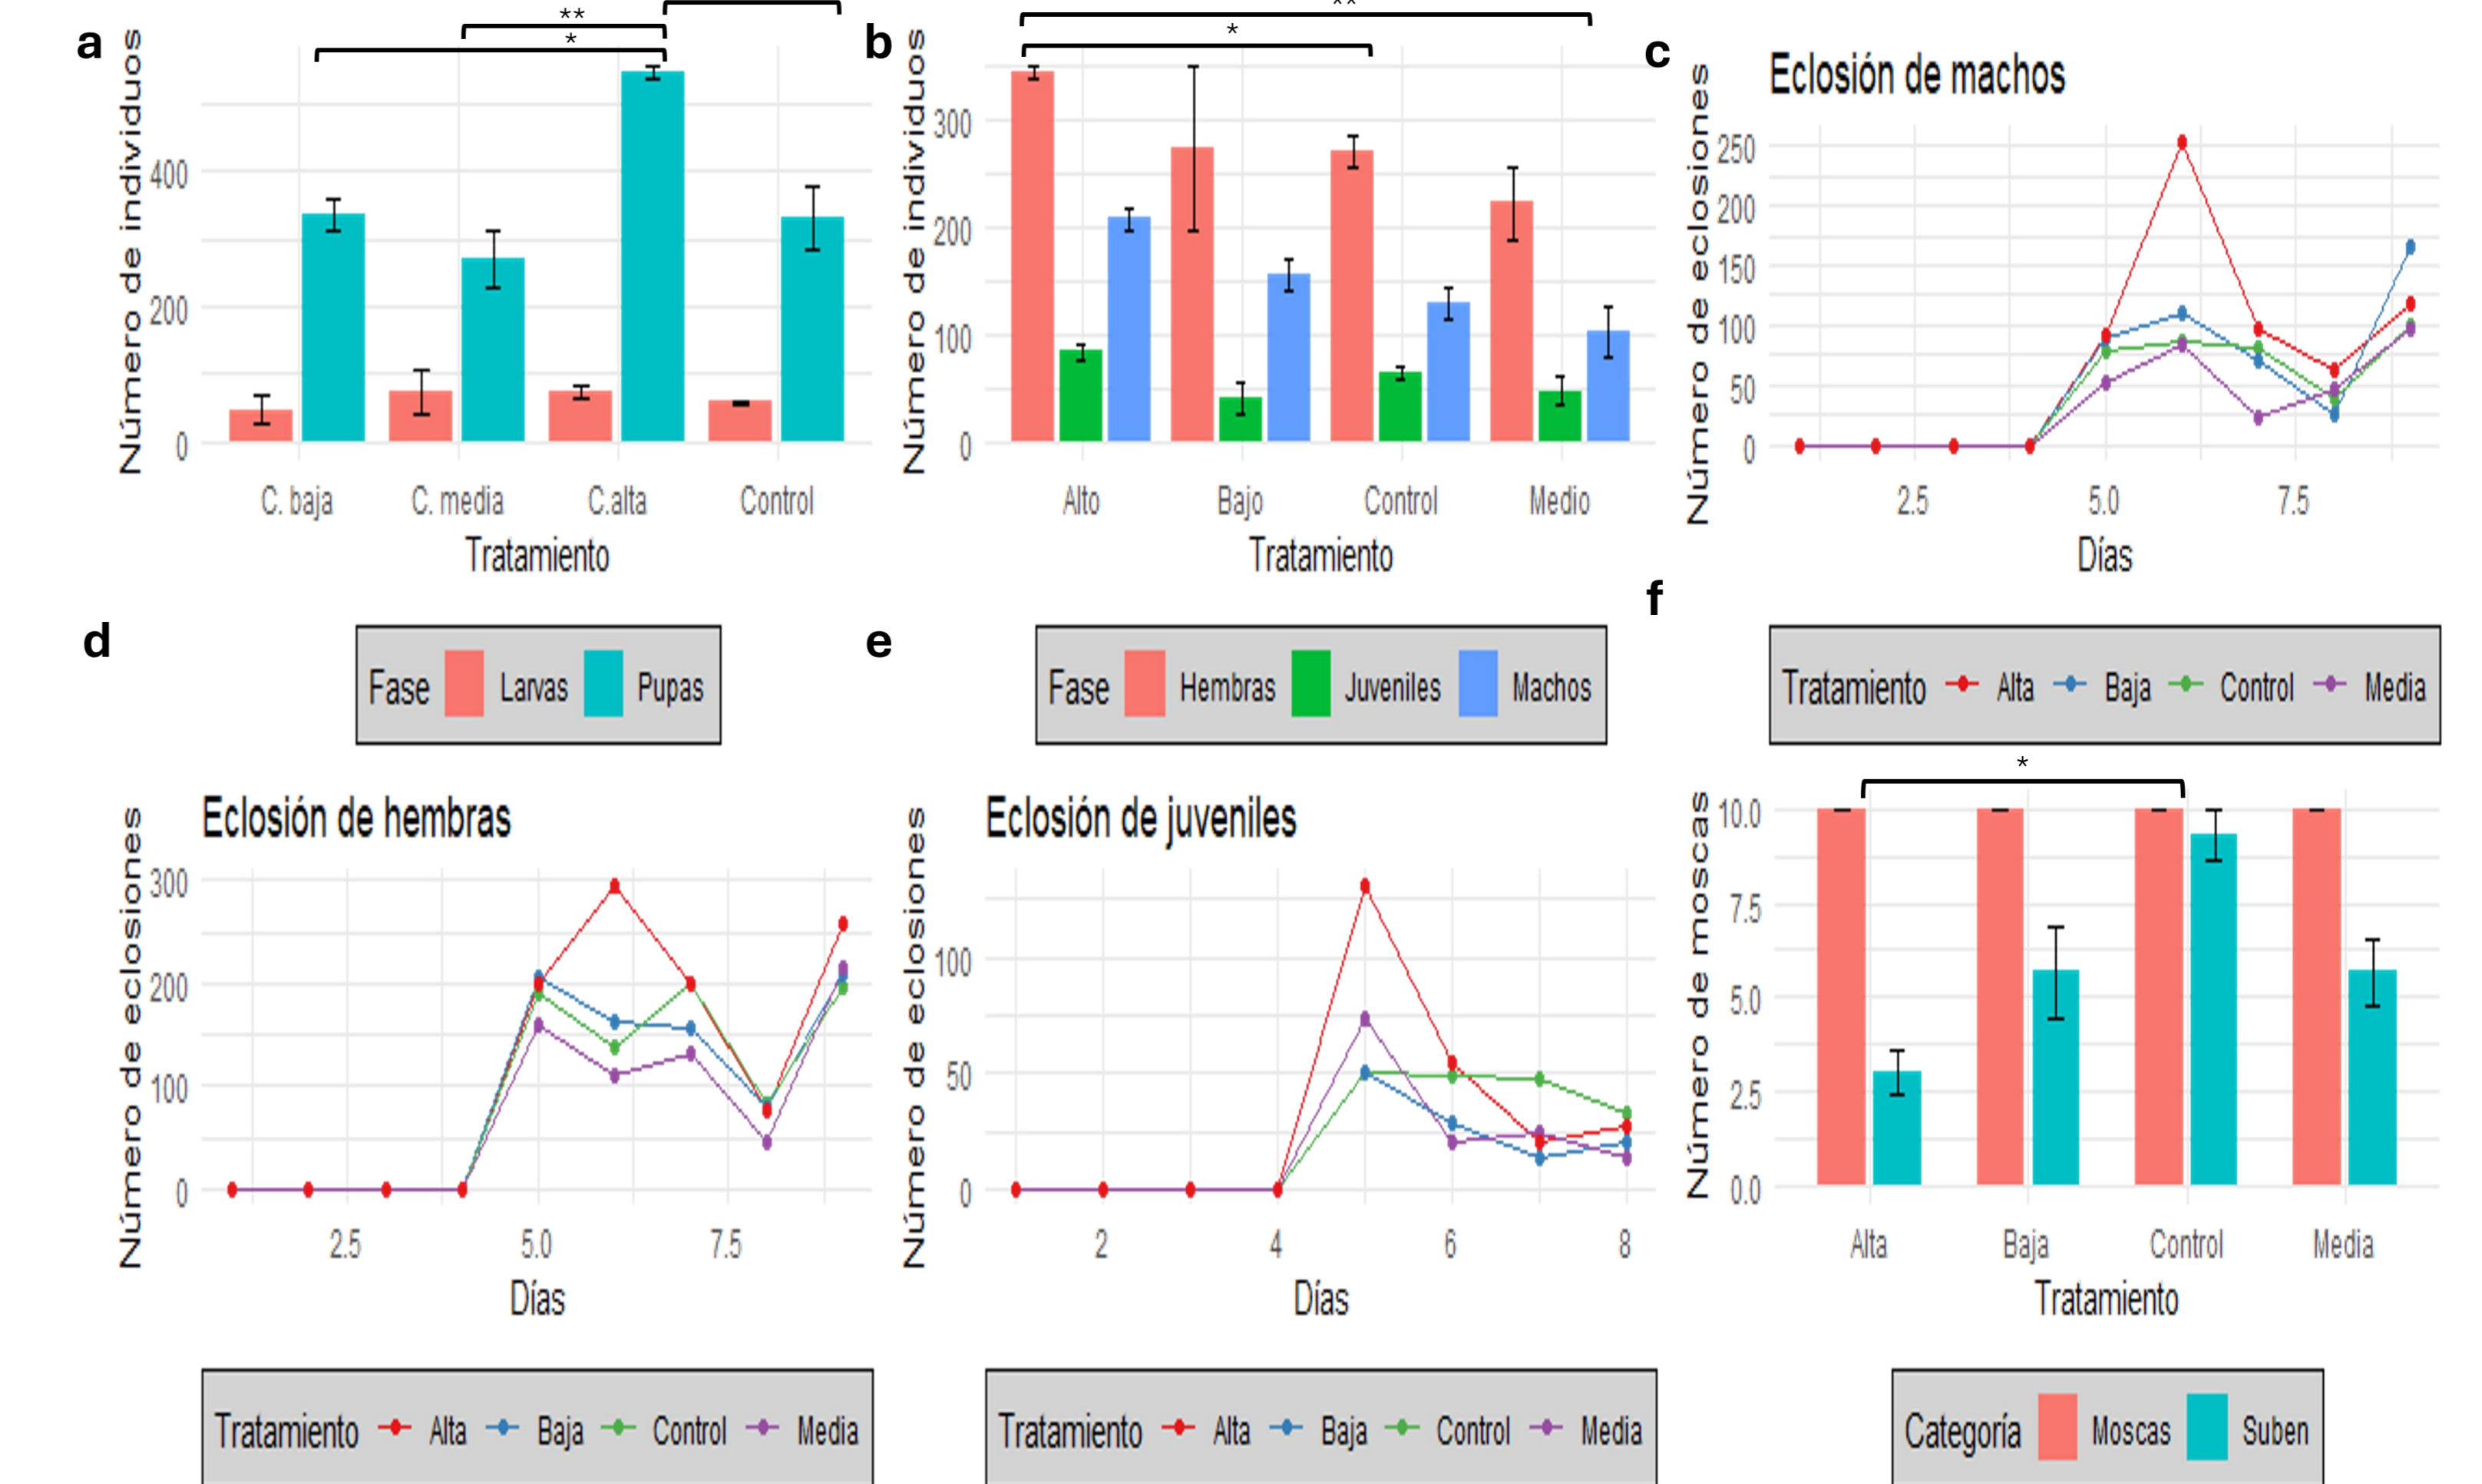 a
**
*
Número de individuos
400
200
0
C. baja C. media C.alta Control
Tratamiento
Fase Larvas Pupas
b
**
*
Número de individuos
300
200
100
0
Alto Bajo Control Medio
Tratamiento
Fase Hembras Juveniles Machos
c
Eclosión de machos
Número de eclosiones
250
200
150
100
50
0
2.5 5.0 7.5
Días
Tratamiento Alta Baja Control Media
d
Eclosión de hembras
Número de eclosiones
300
200
100
0
2.5 5.0 7.5
Días
Tratamiento Alta Baja Control Media
e
Eclosión de juveniles
Número de eclosiones
100
50
0
2 4 6 8
Días
Tratamiento Alta Baja Control Media
f
*
Número de moscas
10.0
7.5
5.0
2.5
0.0
Alta Baja Control Media
Tratamiento
Categoría Moscas Suben